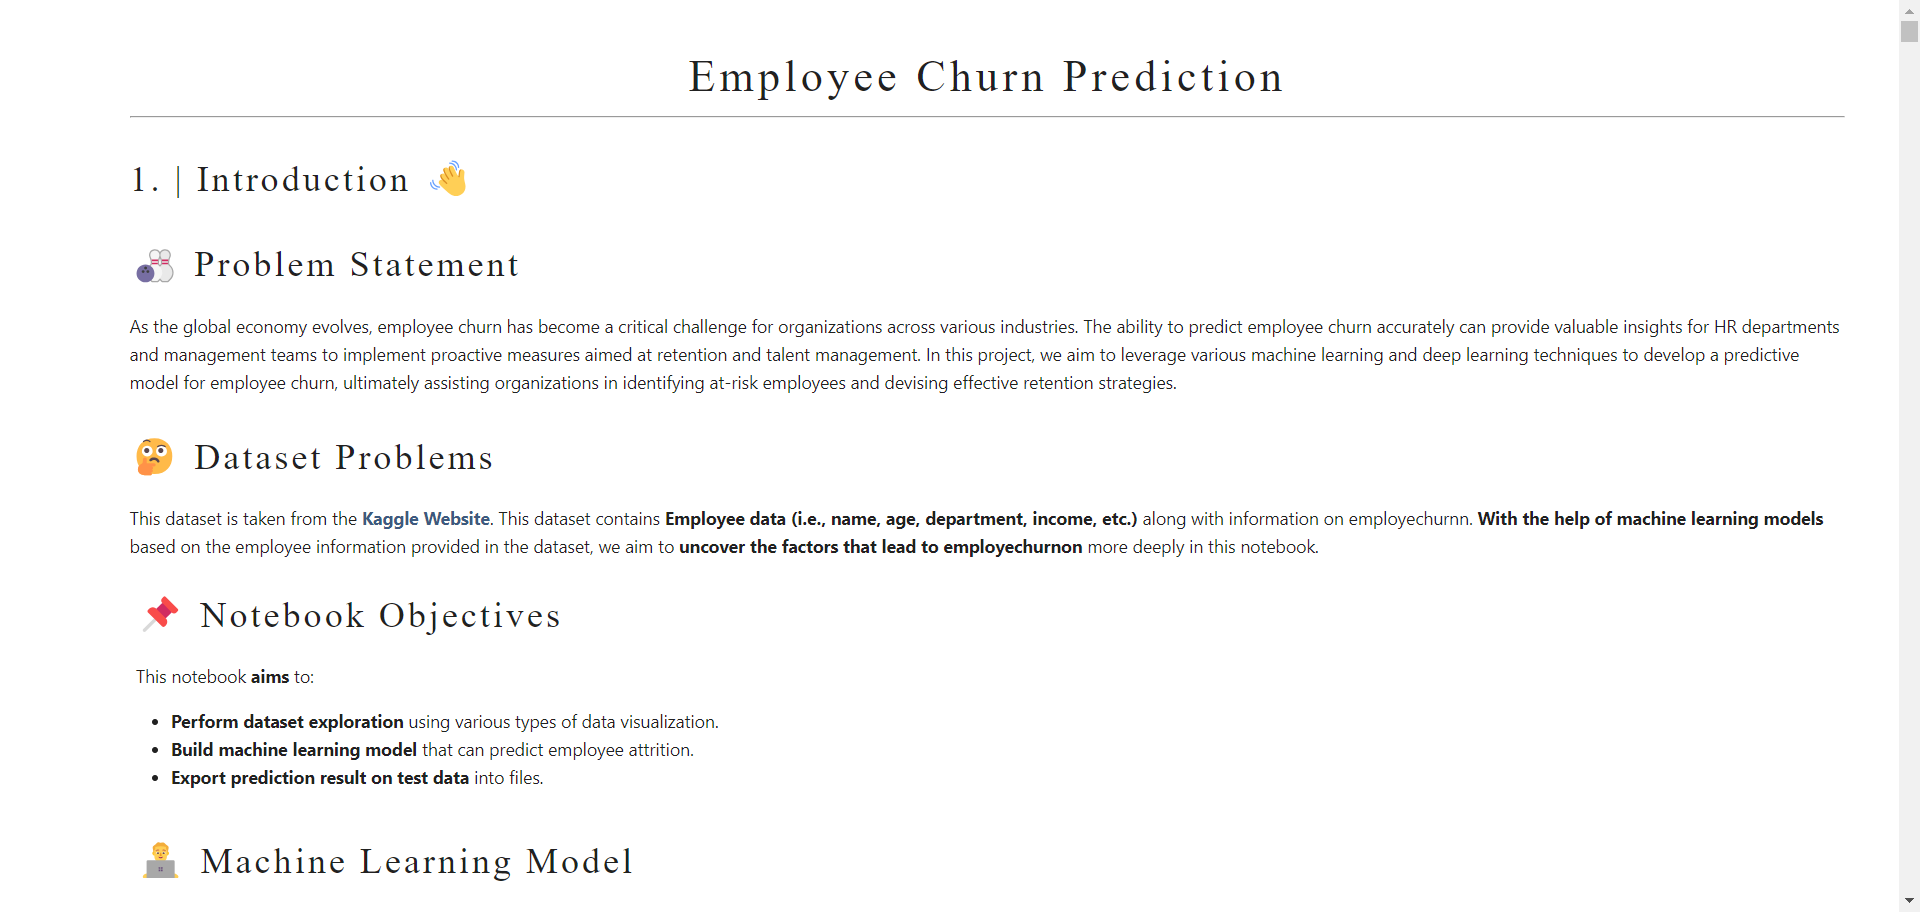 Employee Churn Prediction
1. | Introduction 👋
🎳 Problem Statement
As the global economy evolves, employee churn has become a critical challenge for organizations across various industries. The ability to predict employee churn accurately can provide valuable insights for HR departments
and management teams to implement proactive measures aimed at retention and talent management. In this project, we aim to leverage various machine learning and deep learning techniques to develop a predictive
model for employee churn, ultimately assisting organizations in identifying at-risk employees and devising effective retention strategies.
🤔 Dataset Problems
This dataset is taken from the Kaggle Website. This dataset contains Employee data (i.e., name, age, department, income, etc.) along with information on employechurnn. With the help of machine learning models
based on the employee information provided in the dataset, we aim to uncover the factors that lead to employechurnon more deeply in this notebook.
📌 Notebook Objectives
This notebook aims to:
• Perform dataset exploration using various types of data visualization.
• Build machine learning model that can predict employee attrition.
• Export prediction result on test data into files.
👨‍💻 Machine Learning Model